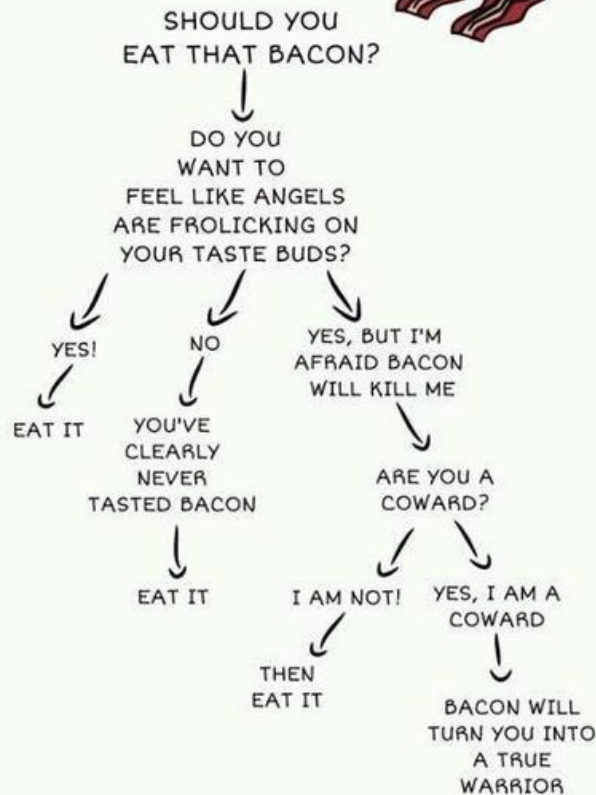 SHOULD YOU
EAT THAT BACON?
DO YOU
WANT TO
FEEL LIKE ANGELS
ARE FROLICKING ON
YOUR TASTE BUDS?
YES!
EAT IT
NO
YOU'VE
CLEARLY
NEVER
TASTED BACON
EAT IT
YES, BUT I'M
AFRAID BACON
WILL KILL ME
ARE YOU A
COWARD?
I AM NOT!
THEN
EAT IT
YES, I AM A
COWARD
BACON WILL
TURN YOU INTO
A TRUE
WARRIOR